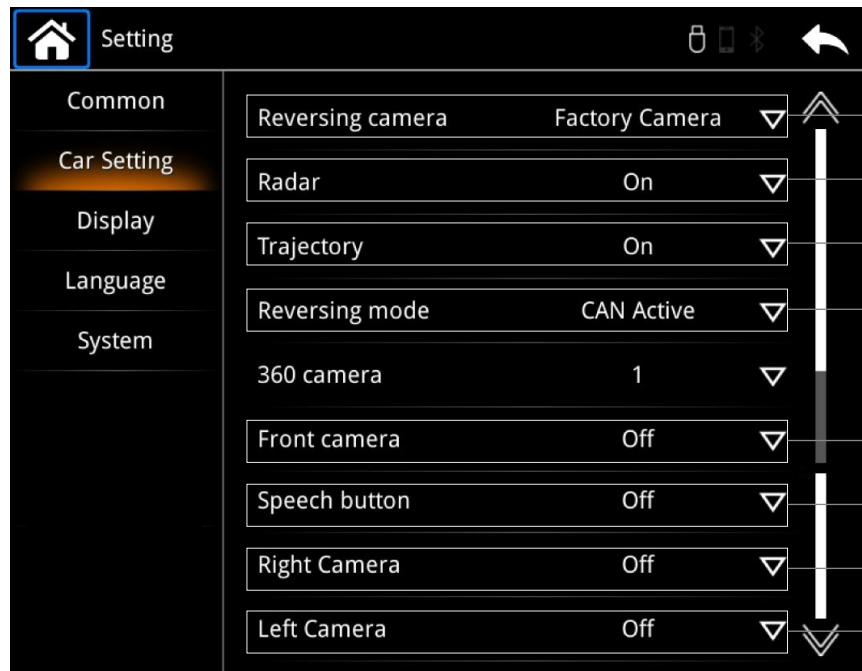 Setting
Common
Car Setting
Display
Language
System
Reversing camera Factory Camera
Radar On
Trajectory On
Reversing mode CAN Active
360 camera 1
Front camera Off
Speech button Off
Right Camera Off
Left Camera Off